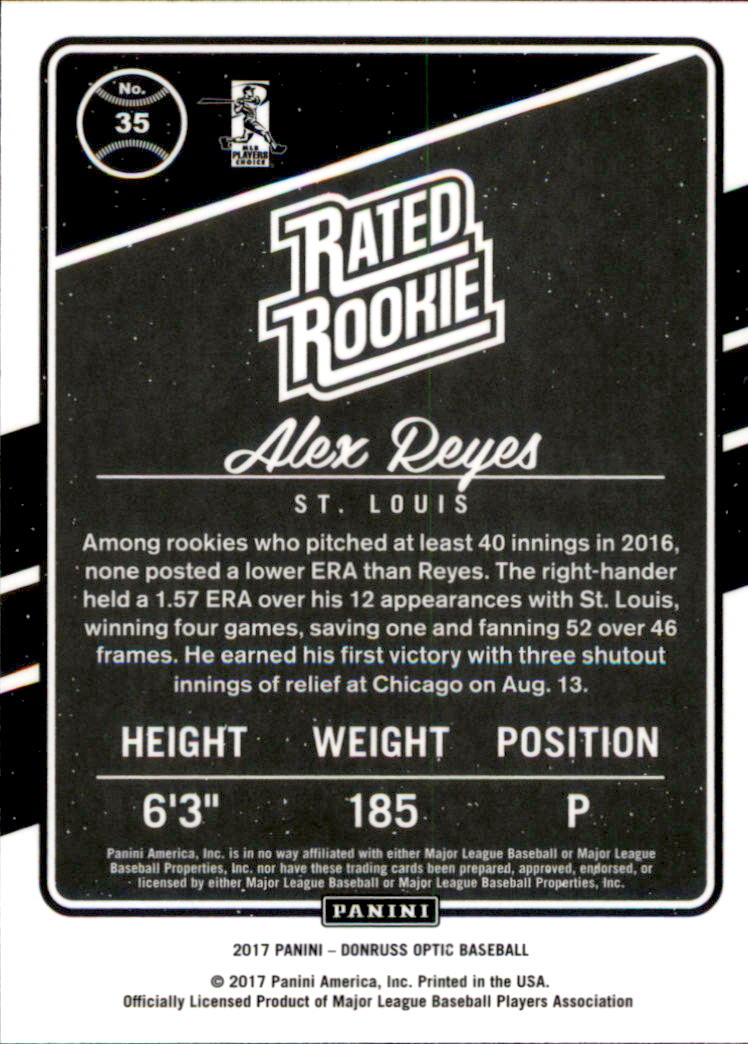 No.
35
MLB
PLAYERS
CHOICE
RATED
ROOKIE
Alex Reyes
ST. LOUIS
Among rookies who pitched at least 40 innings in 2016,
none posted a lower ERA than Reyes. The right-hander
held a 1.57 ERA over his 12 appearances with St. Louis,
winning four games, saving one and fanning 52 over 46
frames. He earned his first victory with three shutout
innings of relief at Chicago on Aug. 13.
HEIGHT WEIGHT POSITION
6'3" 185 P
Panini America, Inc. is in no way affiliated with either Major League Baseball or Major League
Baseball Properties, Inc. nor have these trading cards been prepared, approved, endorsed, or
licensed by either Major League Baseball or Major League Baseball Properties, Inc.
PANINI
2017 PANINI – DONRUSS OPTIC BASEBALL
© 2017 Panini America, Inc. Printed in the USA.
Officially Licensed Product of Major League Baseball Players Association